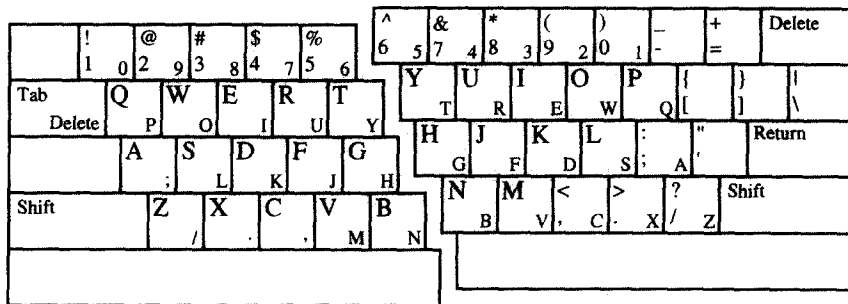 ! @ # $ %
1 0 2 9 3 8 4 7 5 6
Tab Q W E R T
Delete P O I U Y
A S D F G
; L K J H
Shift Z X C V B
/ . , M N
^ & * ( ) _ + Delete
6 5 7 4 8 3 9 2 0 1 - =
Y U I O P { } |
T R E W Q [ ] \
H J K L : " Return
G F D S ; A '
N M < > ? Shift
B V , C . X / Z